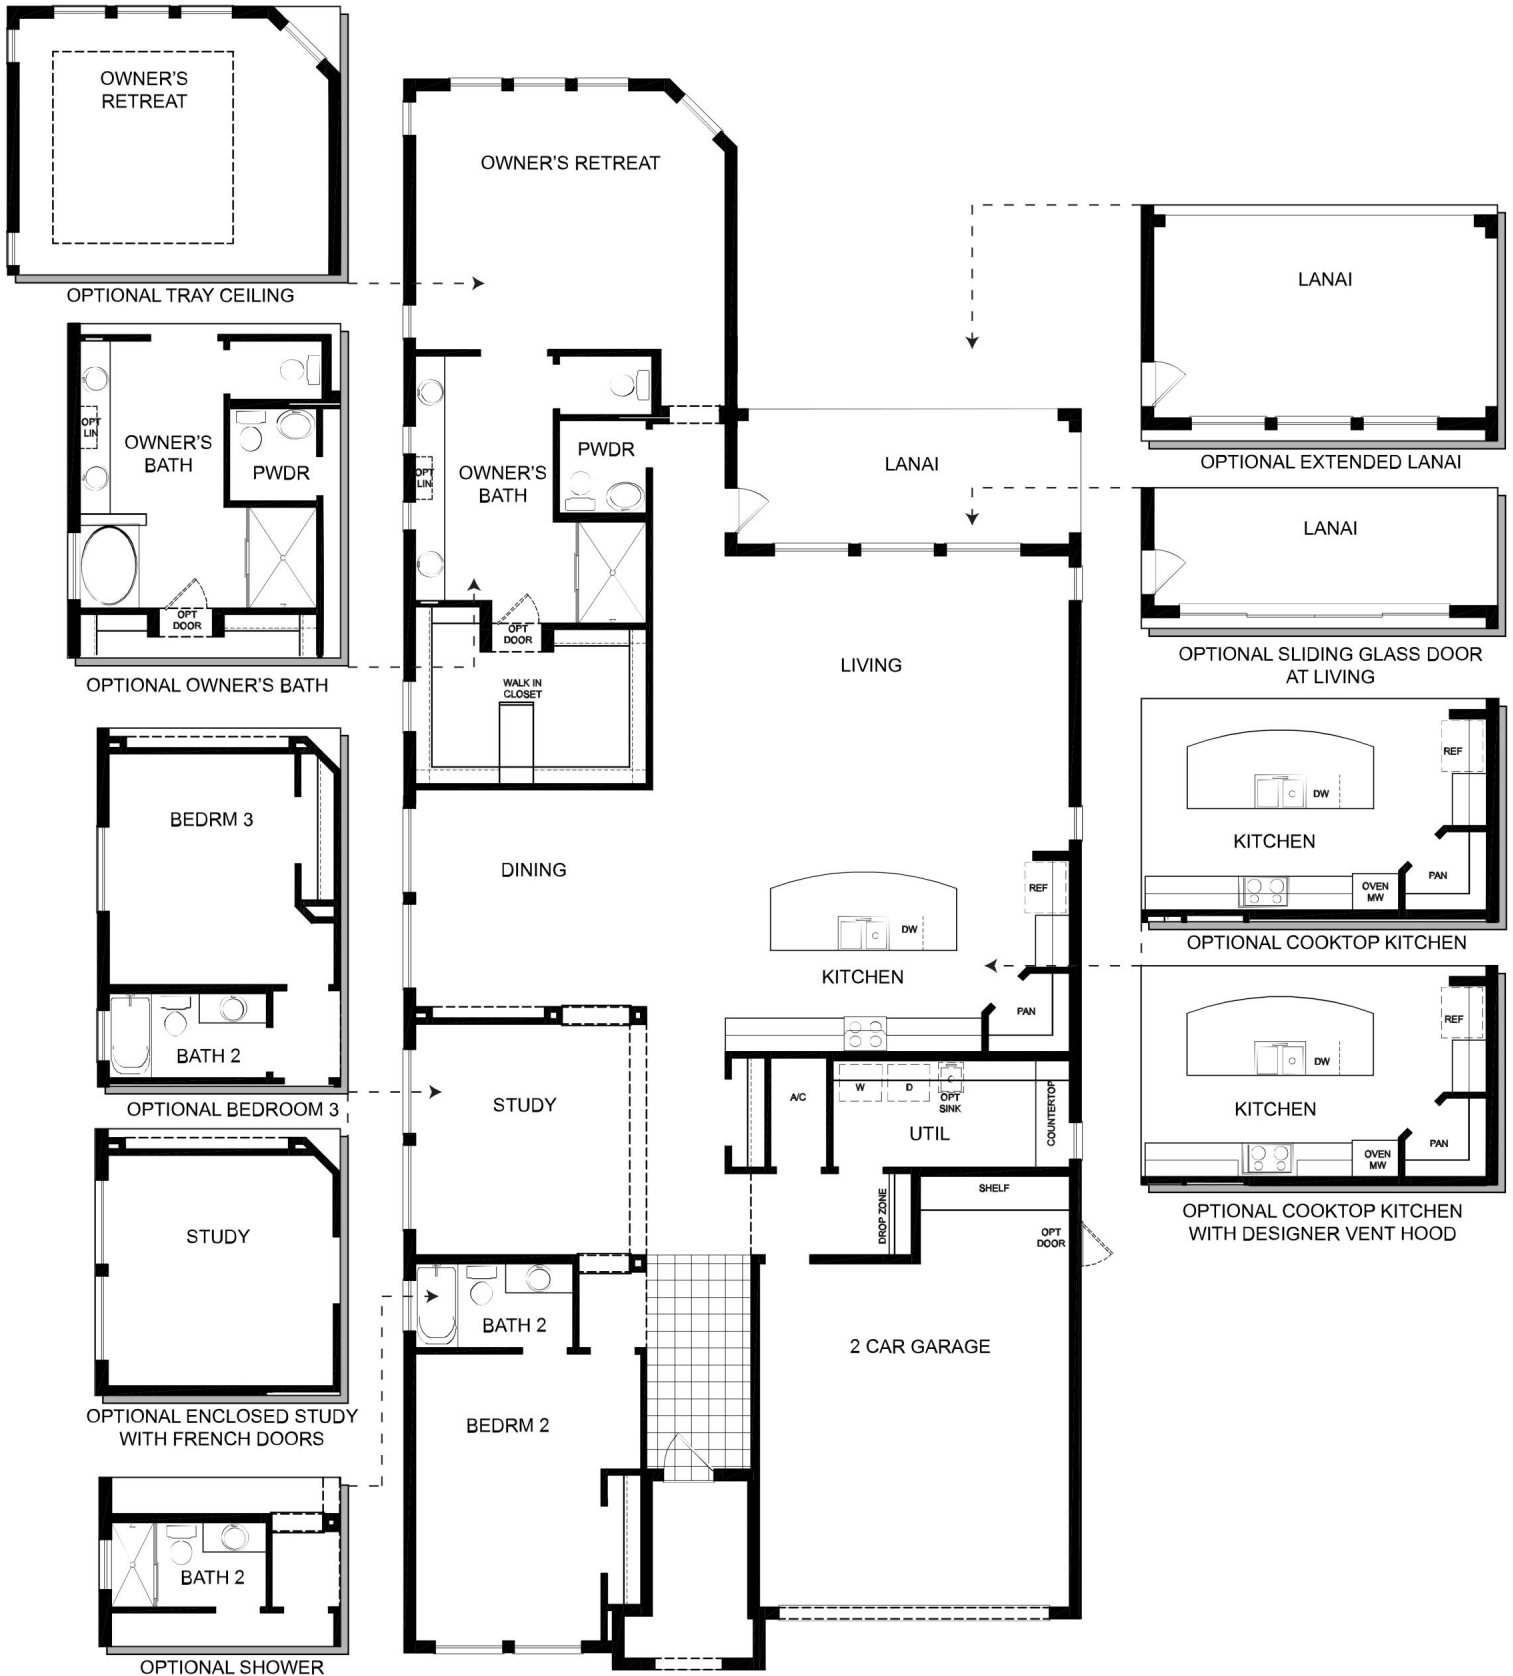 OWNER'S
RETREAT
OPTIONAL TRAY CEILING
OPT
LIN
OWNER'S
BATH
PWDR
OPT
DOOR
OPTIONAL OWNER'S BATH
BEDRM 3
BATH 2
OPTIONAL BEDROOM 3
STUDY
OPTIONAL ENCLOSED STUDY
WITH FRENCH DOORS
BATH 2
OPTIONAL SHOWER
OWNER'S RETREAT
PWDR
OPT
LIN
OWNER'S
BATH
LANAI
OPT
DOOR
WALK IN
CLOSET
LIVING
DINING
REF
DW
KITCHEN
PAN
STUDY
A/C
W
D
OPT
SINK
UTIL
COUNTERTOP
DROP ZONE
SHELF
OPT
DOOR
BATH 2
2 CAR GARAGE
BEDRM 2
LANAI
OPTIONAL EXTENDED LANAI
LANAI
OPTIONAL SLIDING GLASS DOOR
AT LIVING
REF
DW
KITCHEN
PAN
OVEN
MW
OPTIONAL COOKTOP KITCHEN
REF
DW
KITCHEN
PAN
OVEN
MW
OPTIONAL COOKTOP KITCHEN
WITH DESIGNER VENT HOOD